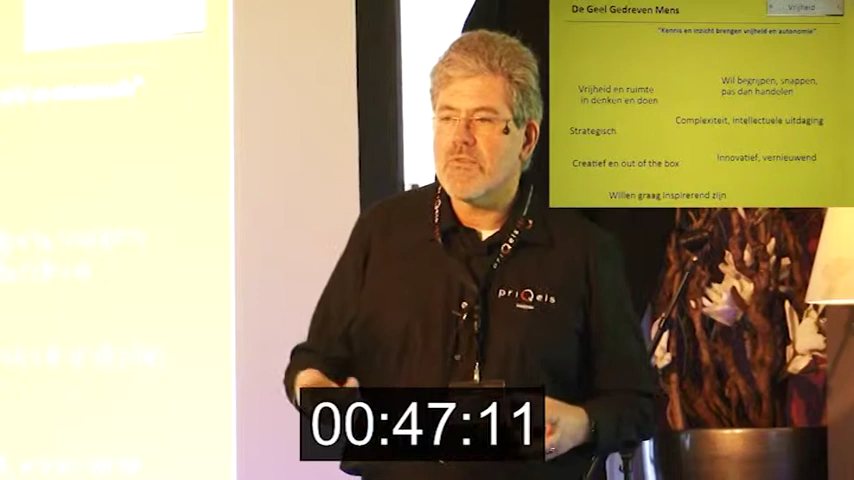 De Geel Gedreven Mens
Vrijheid
"Kennis en inzicht brengen vrijheid en autonomie"
Vrijheid en ruimte
in denken en doen
Wil begrijpen, snappen,
pas dan handelen
Complexiteit, intellectuele uitdaging
Strategisch
Creatief en out of the box
Innovatief, vernieuwend
Willen graag inspirerend zijn
priQels
priQels
00:47:11